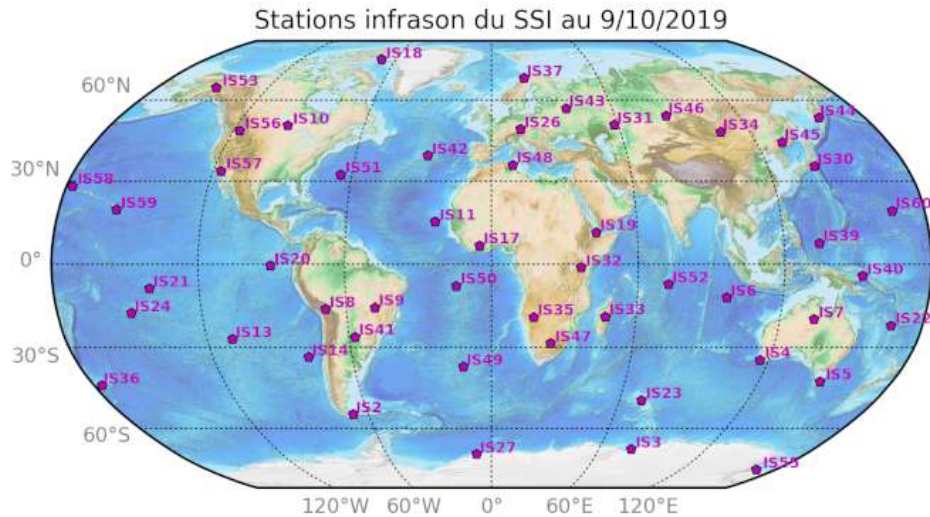 Stations infrason du SSI au 9/10/2019
IS18
IS37
60°N
IS53
IS43
IS46
IS44
IS56
IS10
IS26
IS31
IS34
IS45
IS42
IS48
IS30
30°N
IS57
IS51
IS58
IS59
IS60
IS11
IS19
IS17
IS39
0°
IS20
IS32
IS40
IS21
IS50
IS52
IS6
IS24
IS8
IS9
IS35
IS33
IS7
IS22
IS13
IS41
IS47
30°S
IS14
IS49
IS4
IS36
IS5
IS2
IS23
60°S
IS27
IS3
IS55
120°W 60°W 0° 60°E 120°E